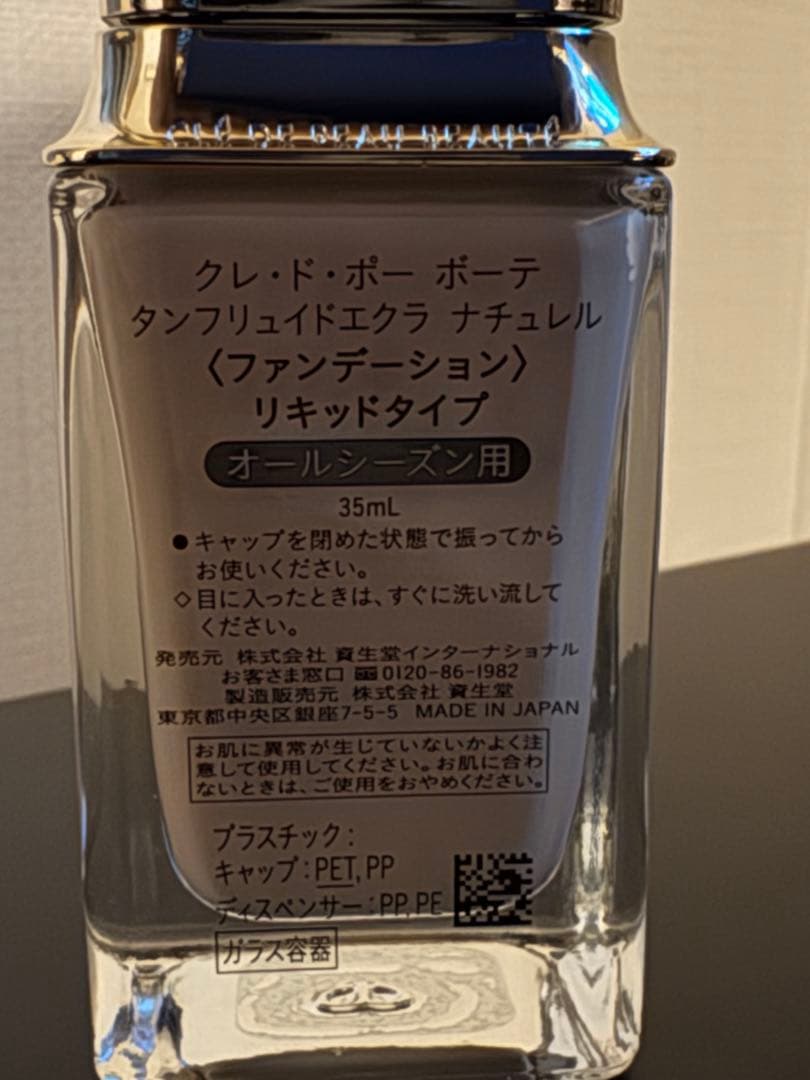 clé de peau BEAUTÉ
クレ・ド・ポー ボーテ
タンフリュイドエクラ ナチュレル
〈ファンデーション〉
リキッドタイプ
オールシーズン用
35mL
●キャップを閉めた状態で振ってから
お使いください。
◇目に入ったときは、すぐに洗い流して
ください。
発売元 株式会社 資生堂インターナショナル
お客さま窓口 0120-86-1982
製造販売元 株式会社 資生堂
東京都中央区銀座7-5-5 MADE IN JAPAN
お肌に異常が生じていないかよく注
意して使用してください。お肌に合わ
ないときは、ご使用をおやめください。
プラスチック：
キャップ：PET, PP
ディスペンサー：PP, PE
ガラス容器